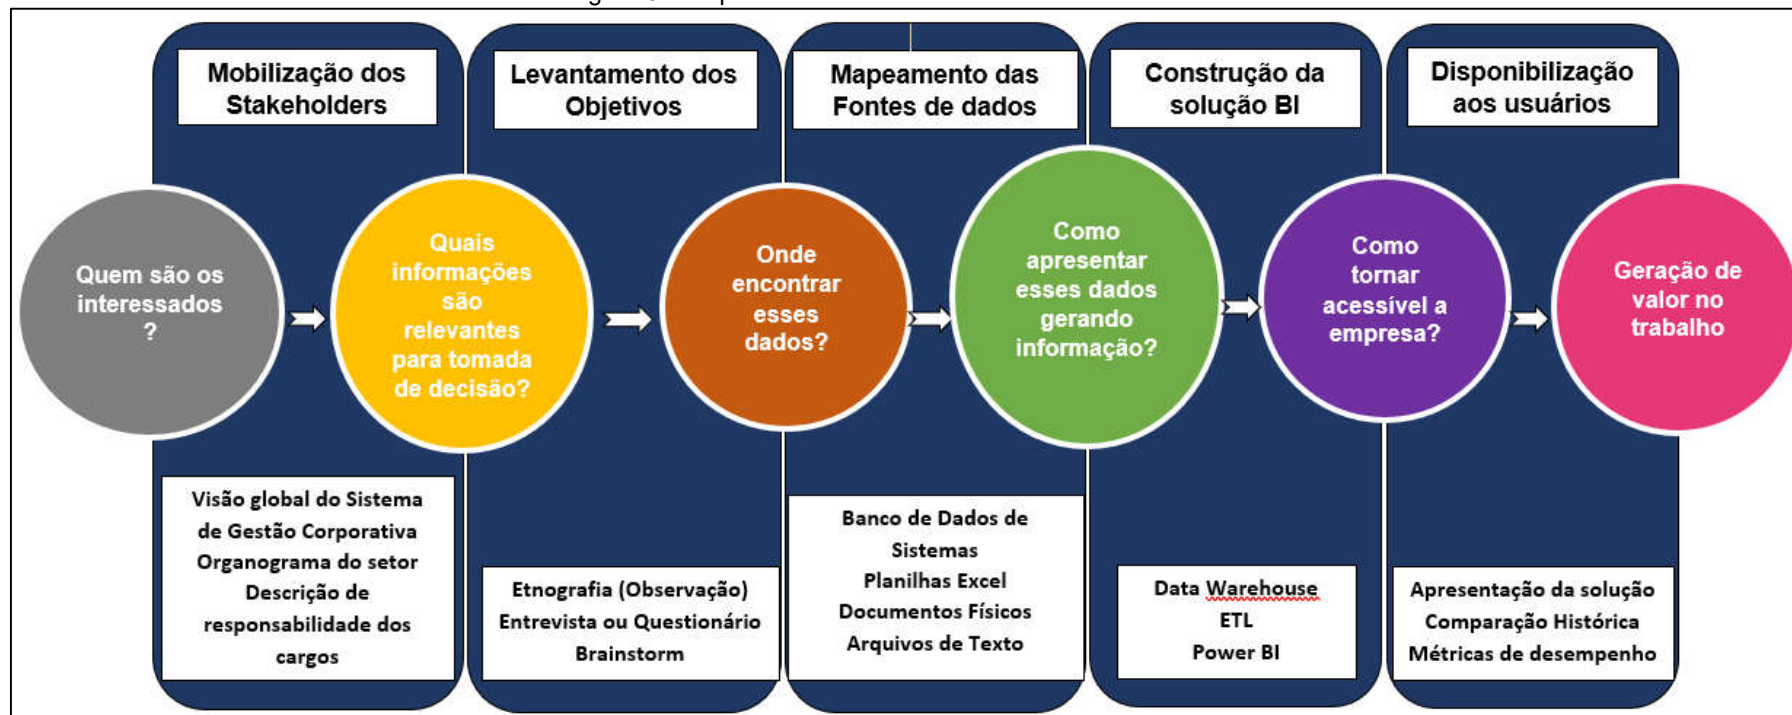 Mobilização dos
Stakeholders
Levantamento dos
Objetivos
Mapeamento das
Fontes de dados
Construção da
solução BI
Disponibilização
aos usuários
Quem são os
interessados
?
Quais
informações
são
relevantes
para tomada
de decisão?
Onde
encontrar
esses
dados?
Como
apresentar
esses dados
gerando
informação?
Como
tornar
acessível a
empresa?
Geração de
valor no
trabalho
Visão global do Sistema
de Gestão Corporativa
Organograma do setor
Descrição de
responsabilidade dos
cargos
Etnografia (Observação)
Entrevista ou Questionário
Brainstorm
Banco de Dados de
Sistemas
Planilhas Excel
Documentos Físicos
Arquivos de Texto
Data Warehouse
ETL
Power BI
Apresentação da solução
Comparação Histórica
Métricas de desempenho